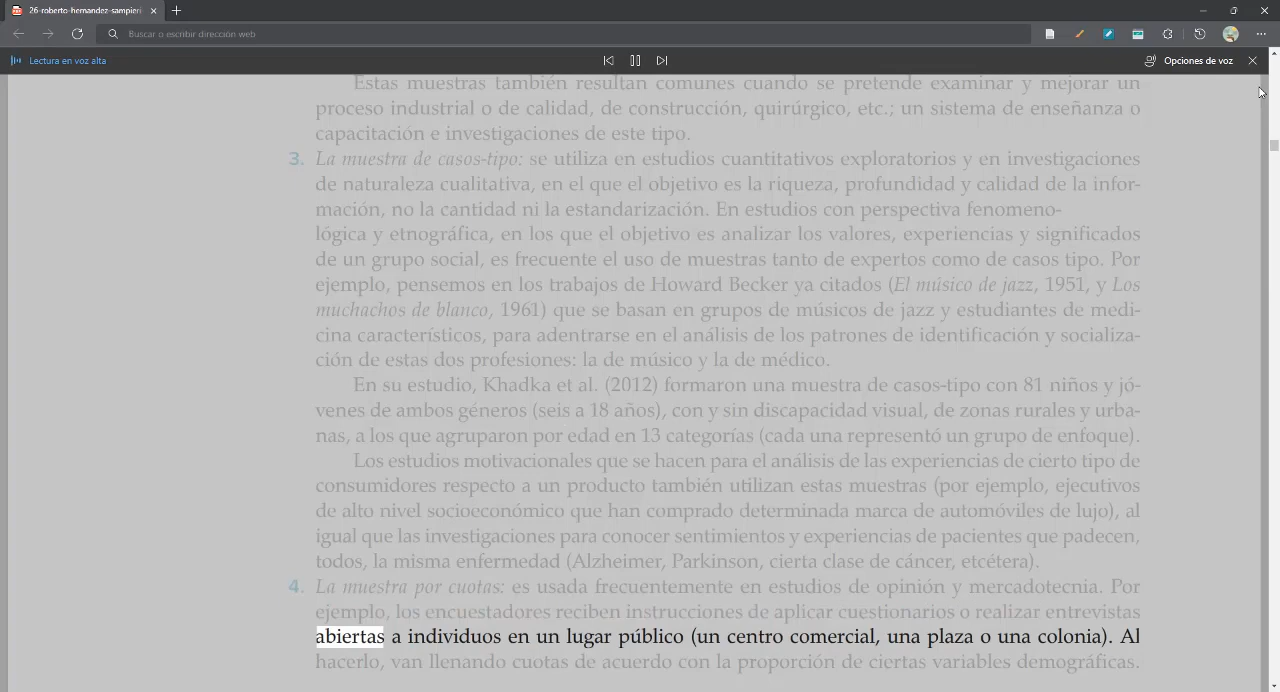 26-roberto-hernandez-sampieri
Buscar o escribir dirección web
Lectura en voz alta
Opciones de voz
Estas muestras también resultan comunes cuando se pretende examinar y mejorar un
proceso industrial o de calidad, de construcción, quirúrgico, etc.; un sistema de enseñanza o
capacitación e investigaciones de este tipo.
3. La muestra de casos-tipo: se utiliza en estudios cuantitativos exploratorios y en investigaciones
de naturaleza cualitativa, en el que el objetivo es la riqueza, profundidad y calidad de la infor-
mación, no la cantidad ni la estandarización. En estudios con perspectiva fenomeno-
lógica y etnográfica, en los que el objetivo es analizar los valores, experiencias y significados
de un grupo social, es frecuente el uso de muestras tanto de expertos como de casos tipo. Por
ejemplo, pensemos en los trabajos de Howard Becker ya citados (El músico de jazz, 1951, y Los
muchachos de blanco, 1961) que se basan en grupos de músicos de jazz y estudiantes de medi-
cina característicos, para adentrarse en el análisis de los patrones de identificación y socializa-
ción de estas dos profesiones: la de músico y la de médico.
En su estudio, Khadka et al. (2012) formaron una muestra de casos-tipo con 81 niños y jó-
venes de ambos géneros (seis a 18 años), con y sin discapacidad visual, de zonas rurales y urba-
nas, a los que agruparon por edad en 13 categorías (cada una representó un grupo de enfoque).
Los estudios motivacionales que se hacen para el análisis de las experiencias de cierto tipo de
consumidores respecto a un producto también utilizan estas muestras (por ejemplo, ejecutivos
de alto nivel socioeconómico que han comprado determinada marca de automóviles de lujo), al
igual que las investigaciones para conocer sentimientos y experiencias de pacientes que padecen,
todos, la misma enfermedad (Alzheimer, Parkinson, cierta clase de cáncer, etcétera).
4. La muestra por cuotas: es usada frecuentemente en estudios de opinión y mercadotecnia. Por
ejemplo, los encuestadores reciben instrucciones de aplicar cuestionarios o realizar entrevistas
abiertas a individuos en un lugar público (un centro comercial, una plaza o una colonia). Al
hacerlo, van llenando cuotas de acuerdo con la proporción de ciertas variables demográficas.